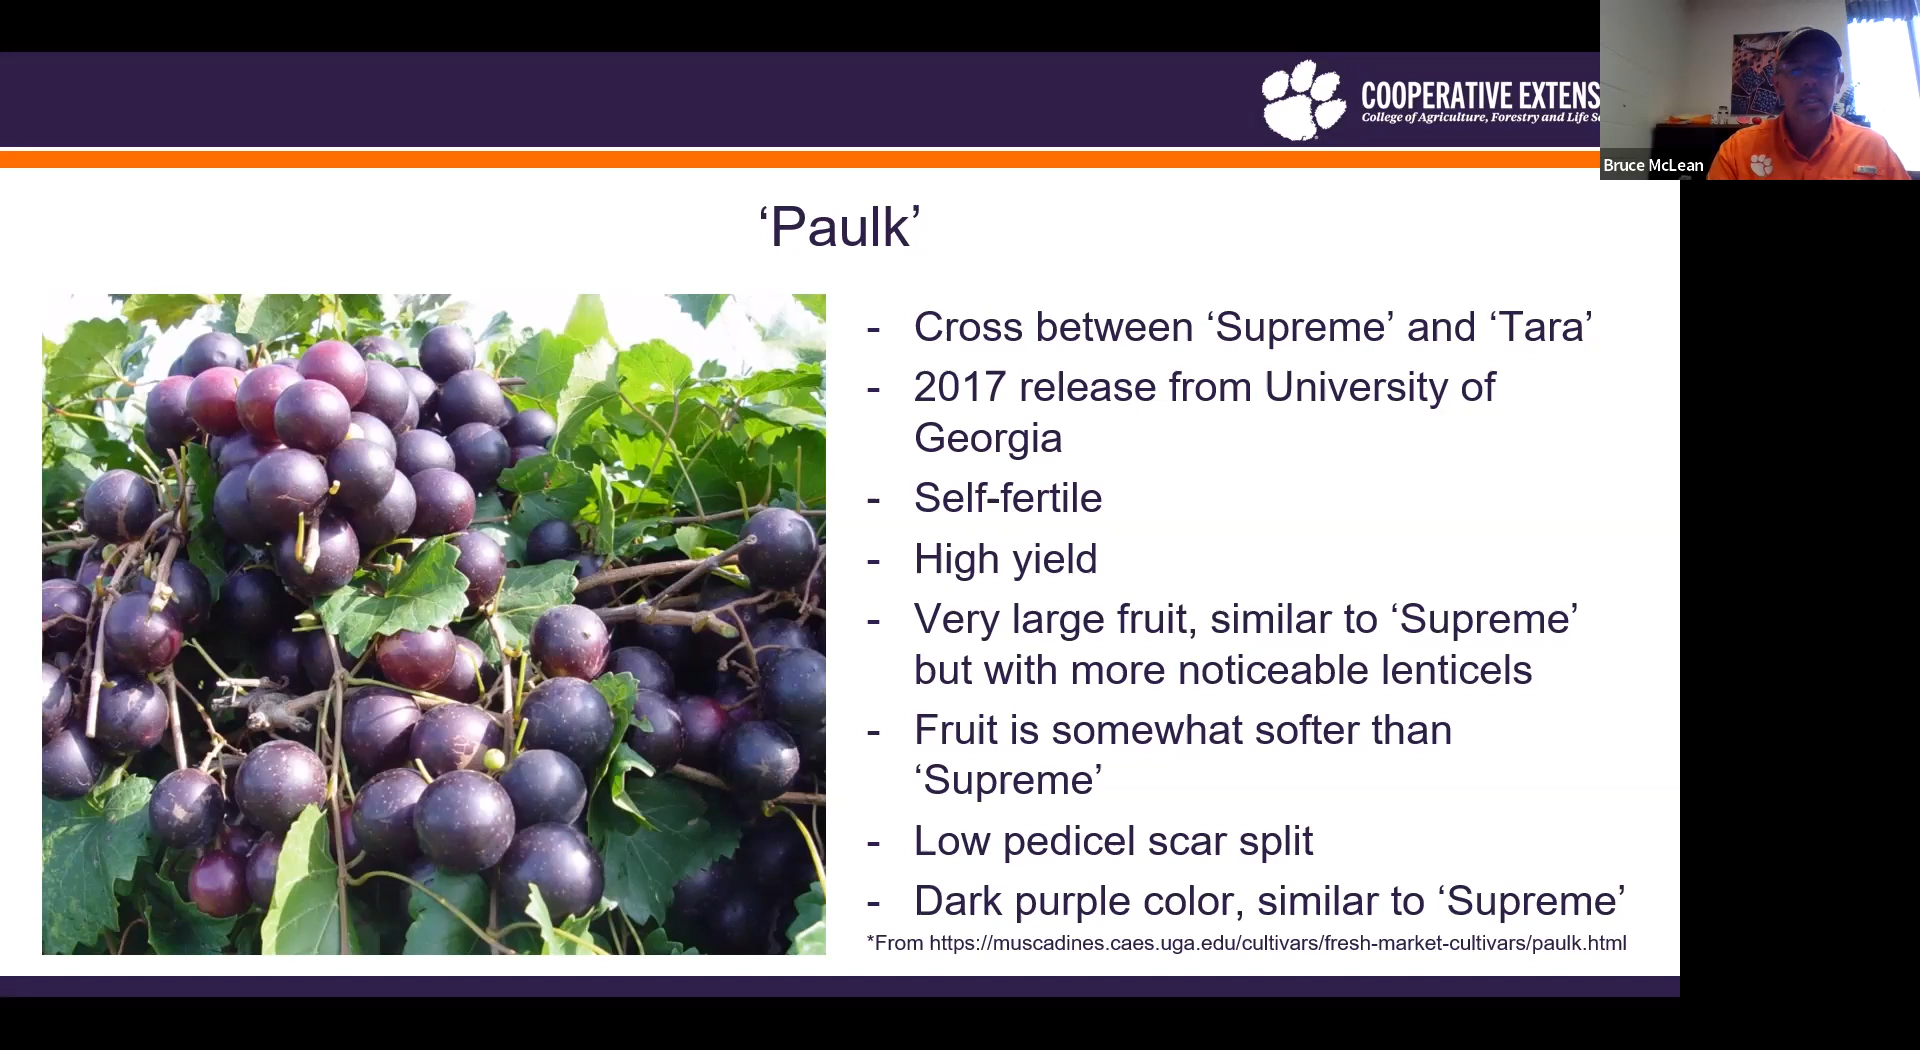 COOPERATIVE EXTENS
College of Agriculture, Forestry and Life S
Bruce McLean
‘Paulk’
- Cross between ‘Supreme’ and ‘Tara’
- 2017 release from University of
Georgia
- Self-fertile
- High yield
- Very large fruit, similar to ‘Supreme’
but with more noticeable lenticels
- Fruit is somewhat softer than
‘Supreme’
- Low pedicel scar split
- Dark purple color, similar to ‘Supreme’
*From https://muscadines.caes.uga.edu/cultivars/fresh-market-cultivars/paulk.html